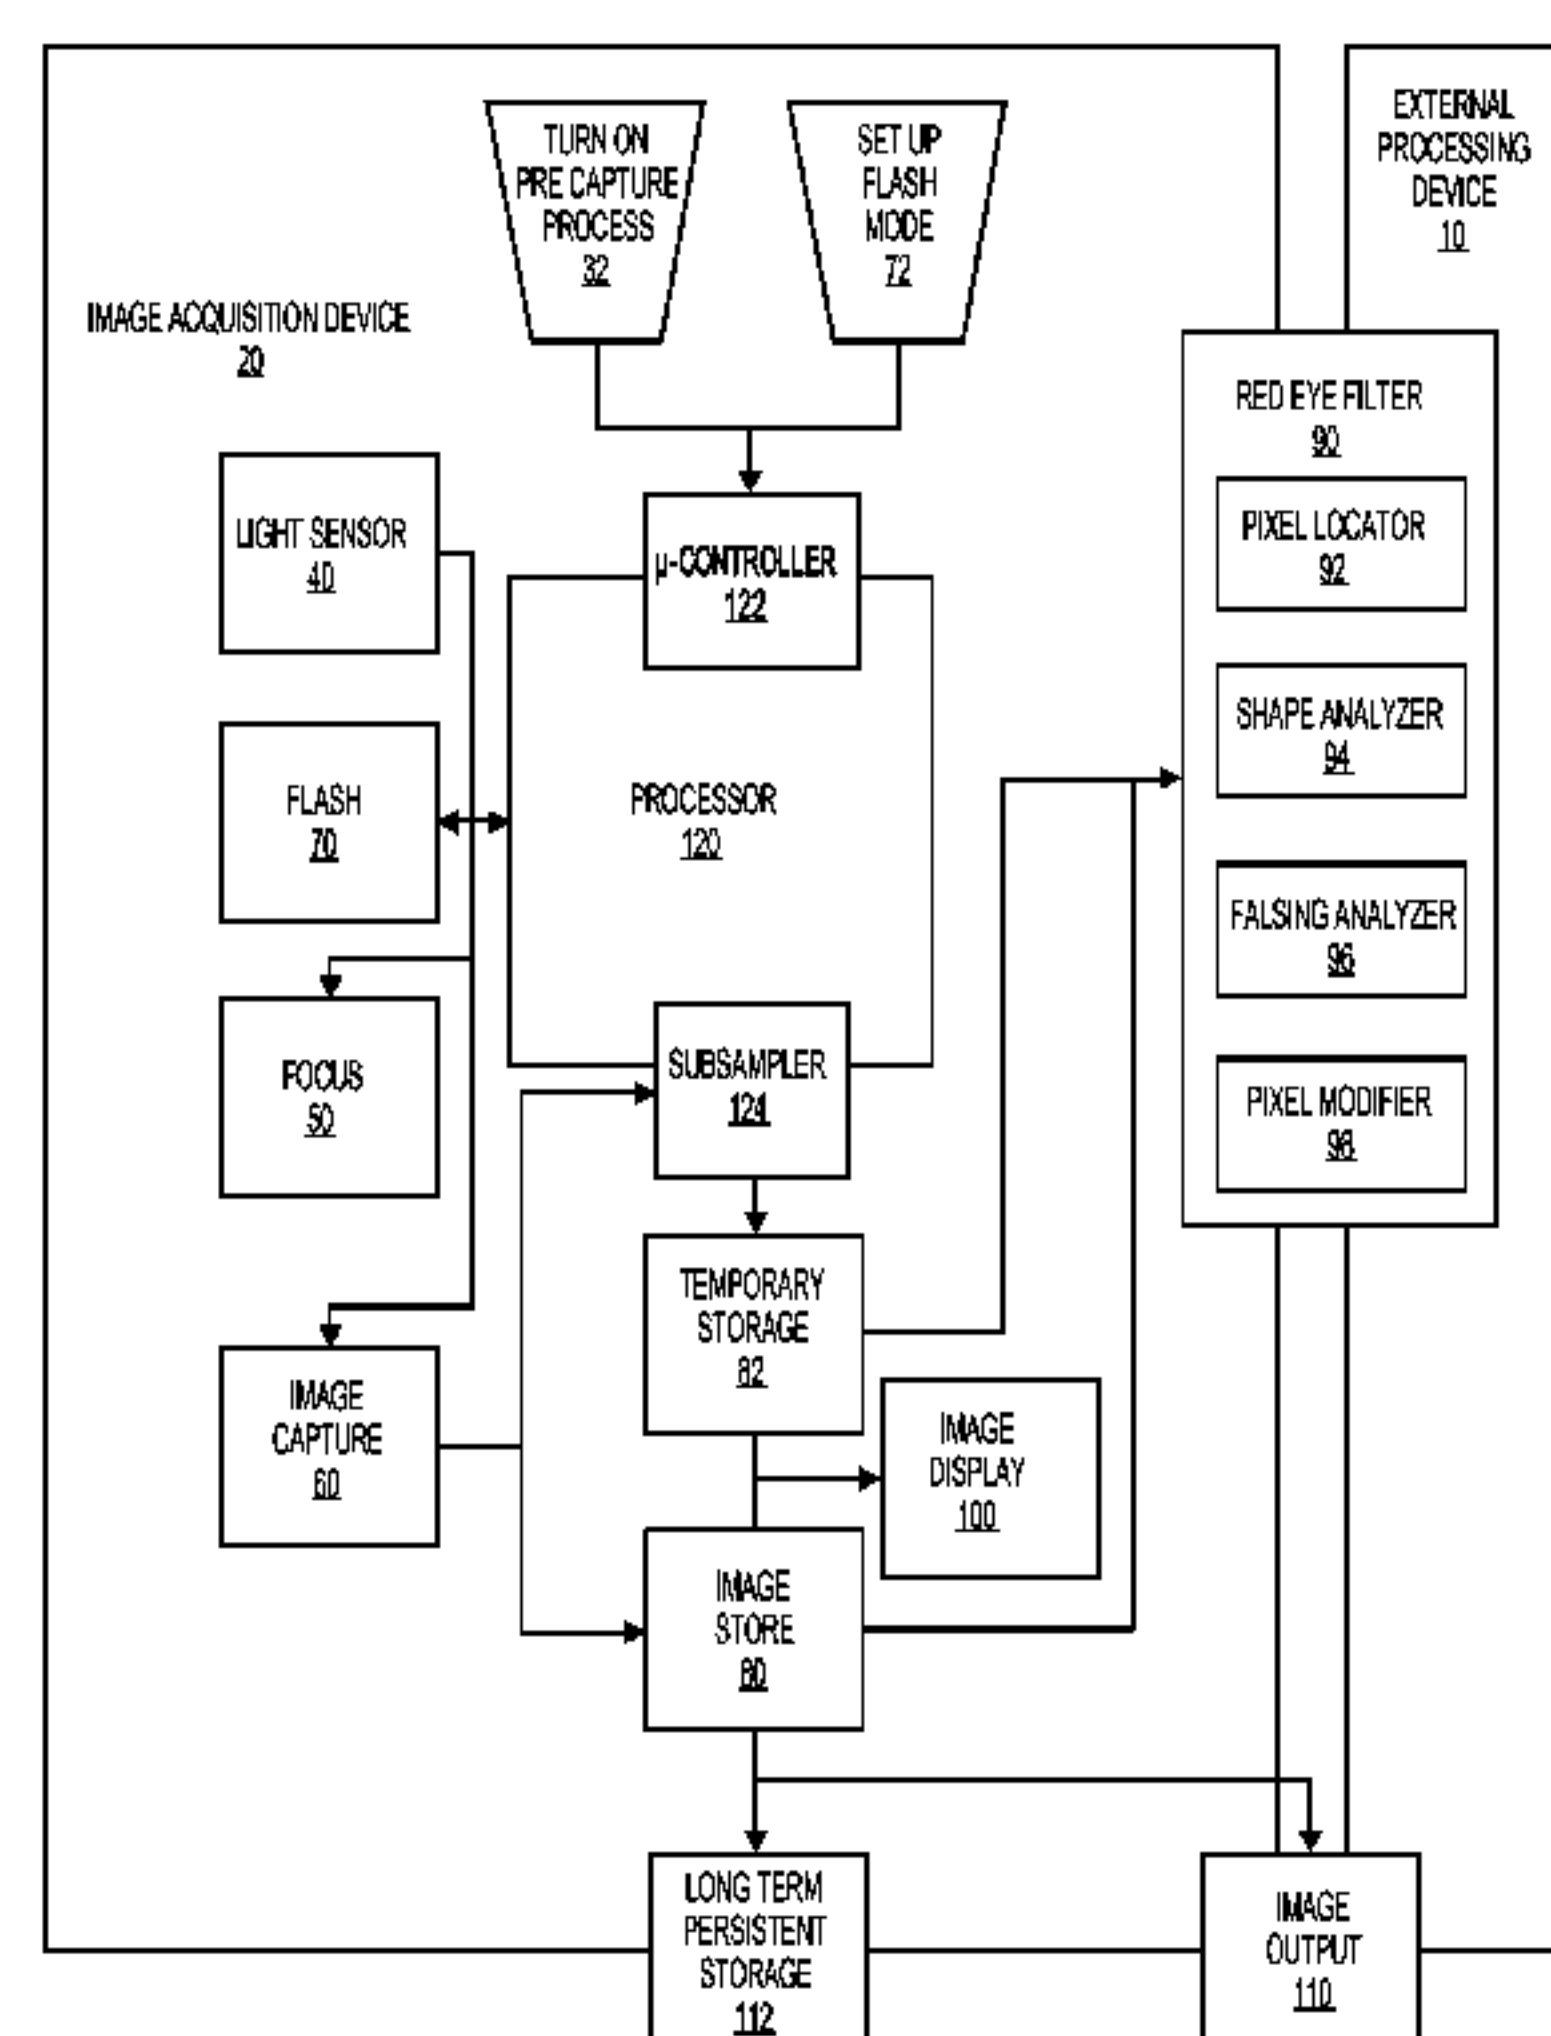 EXTERNAL
PROCESSING
DEVICE
10
TURN ON
PRE CAPTURE
PROCESS
32
SET UP
FLASH
MODE
72
IMAGE ACQUISITION DEVICE
20
RED EYE FILTER
90
LIGHT SENSOR
40
µ-CONTROLLER
122
PIXEL LOCATOR
92
SHAPE ANALYZER
94
FLASH
70
PROCESSOR
120
FALSING ANALYZER
96
FOCUS
50
SUBSAMPLER
124
PIXEL MODIFIER
98
TEMPORARY
STORAGE
82
IMAGE
CAPTURE
60
IMAGE
DISPLAY
100
IMAGE
STORE
80
LONG TERM
PERSISTENT
STORAGE
112
IMAGE
OUTPUT
110